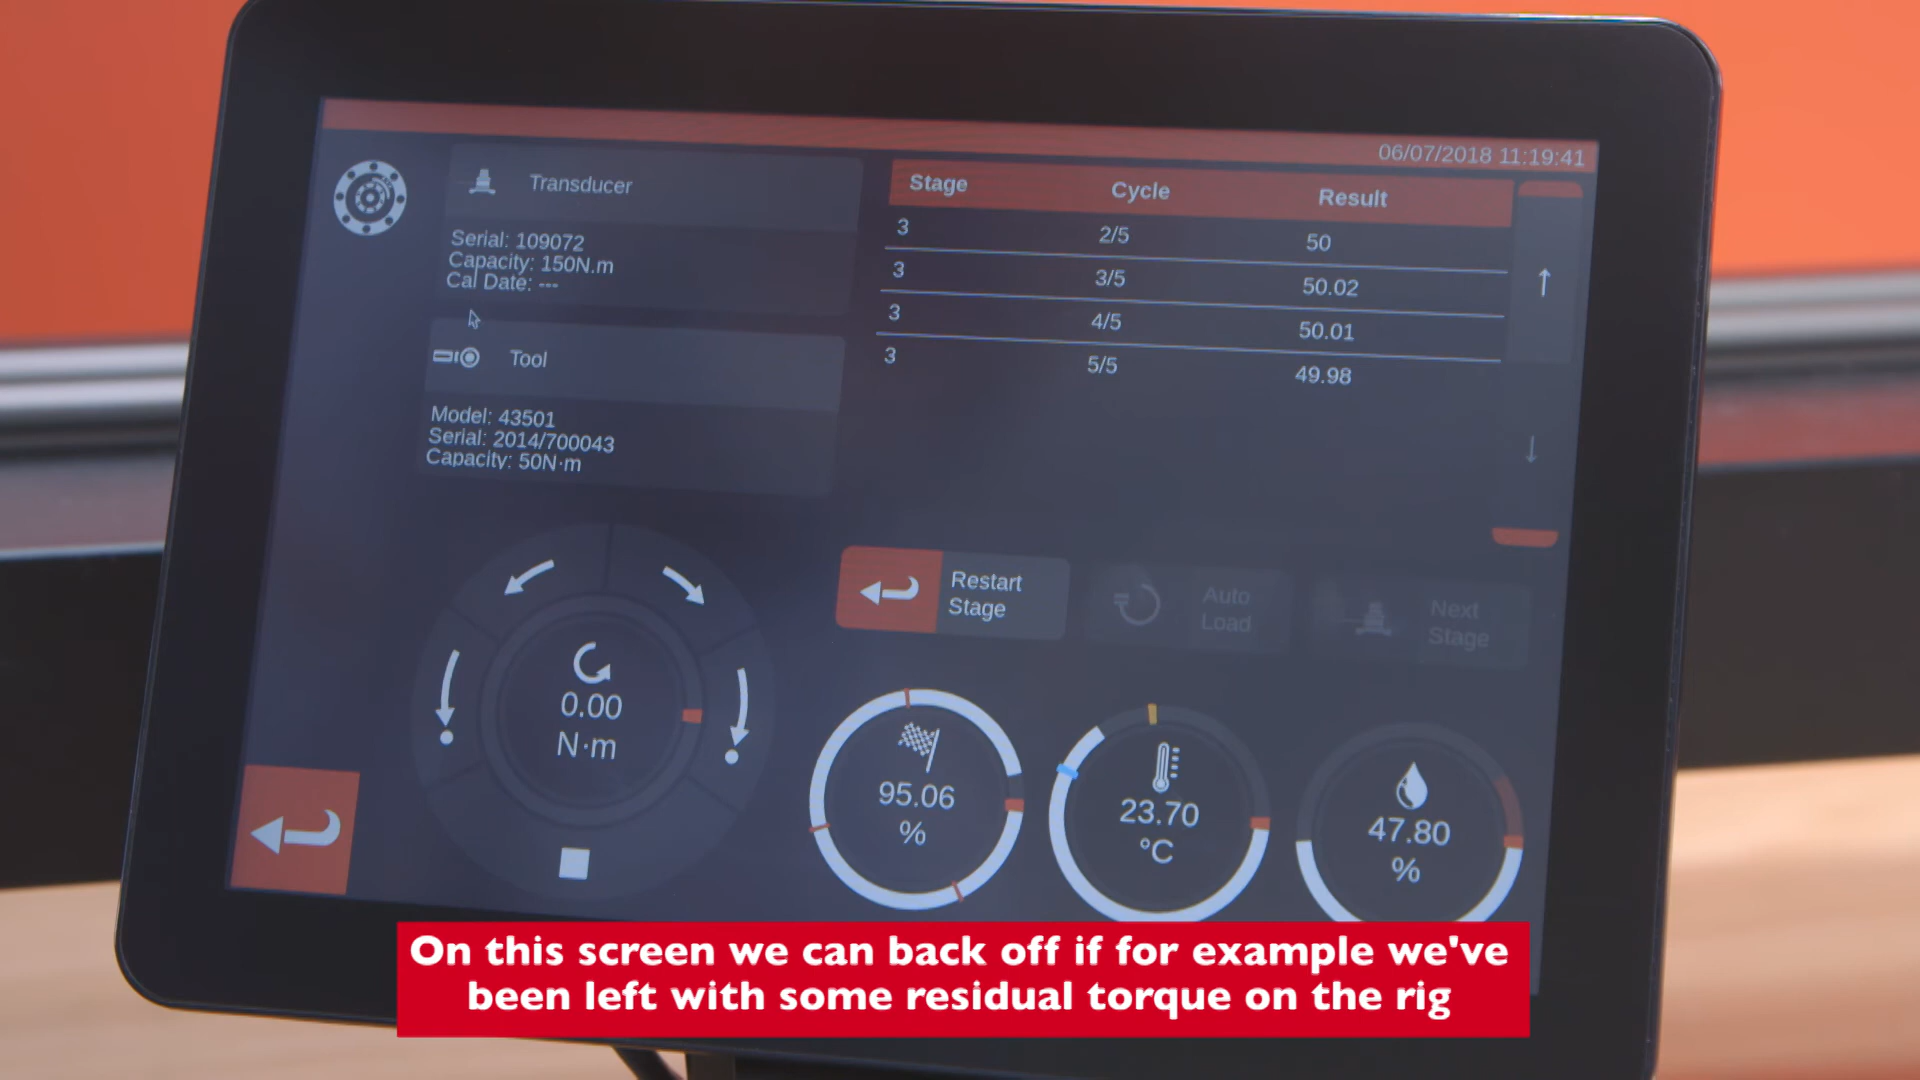 06/07/2018 11:19:41
Transducer
Serial: 109072
Capacity: 150N.m
Cal Date: ---
Tool
Model: 43501
Serial: 2014/700043
Capacity: 50N·m
Stage Cycle Result
3 2/5 50
3 3/5 50.02
3 4/5 50.01
3 5/5 49.98
Restart
Stage
Auto
Load
Next
Stage
0.00
N·m
95.06
%
23.70
°C
47.80
%
On this screen we can back off if for example we've
been left with some residual torque on the rig